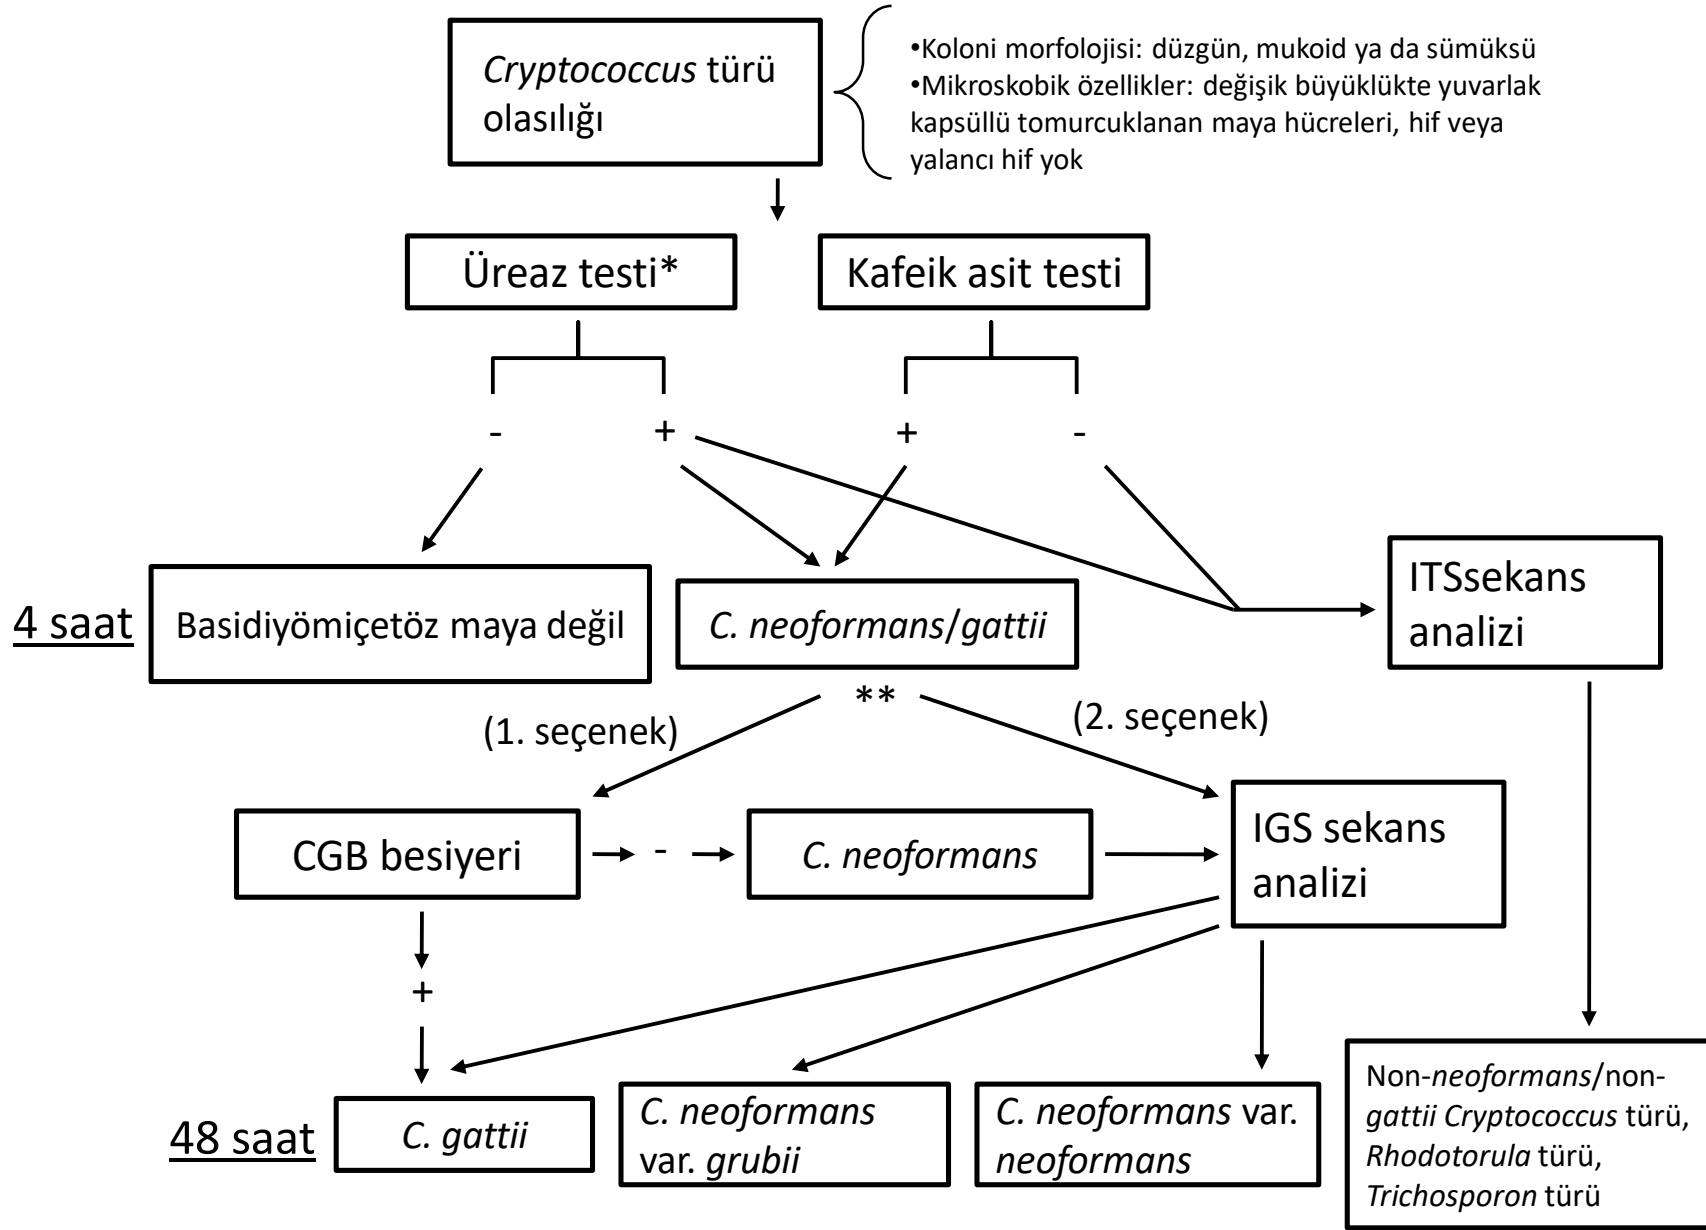 Cryptococcus türü
olasılığı
•Koloni morfolojisi: düzgün, mukoid ya da sümüksü
•Mikroskobik özellikler: değişik büyüklükte yuvarlak
kapsüllü tomurcuklanan maya hücreleri, hif veya
yalancı hif yok
Üreaz testi*
Kafeik asit testi
-
+
+
-
4 saat
Basidiyömiçetöz maya değil
C. neoformans/gattii
ITSsekans
analizi
**
(1. seçenek)
(2. seçenek)
CGB besiyeri
-
C. neoformans
IGS sekans
analizi
+
48 saat
C. gattii
C. neoformans
var. grubii
C. neoformans var.
neoformans
Non-neoformans/non-
gattii Cryptococcus türü,
Rhodotorula türü,
Trichosporon türü